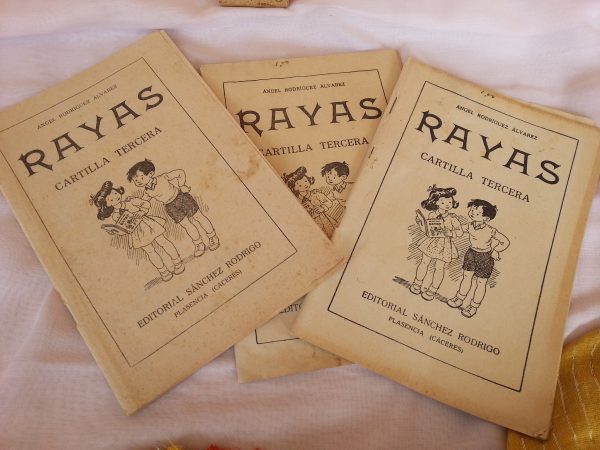 ANGEL RODRIGUEZ ALVAREZ
RAYAS
CARTILLA TERCERA
EDITORIAL SÁNCHEZ RODRIGO
PLASENCIA (CÁCERES)
ANGEL RODRIGUEZ ALVAREZ
RAYAS
CARTILLA TERCERA
EDITO
ANGEL RODRIGUEZ ALVAREZ
RAYAS
CARTILLA TERCERA
EDITORIAL SÁNCHEZ RODRIGO
PLASENCIA (CÁCERES)